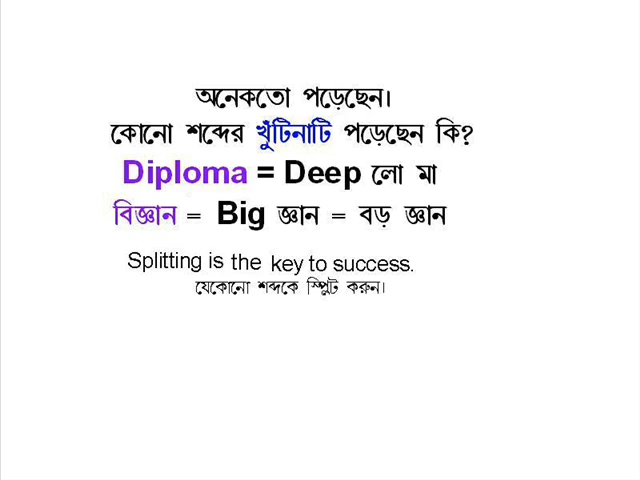 অনেকতো পড়েছেন।
কোনো শব্দের খুঁটিনাটি পড়েছেন কি?
Diploma = Deep লো মা
বিজ্ঞান = Big জ্ঞান = বড় জ্ঞান
Splitting is the key to success.
যেকোনো শব্দকে স্প্লিট করুন।